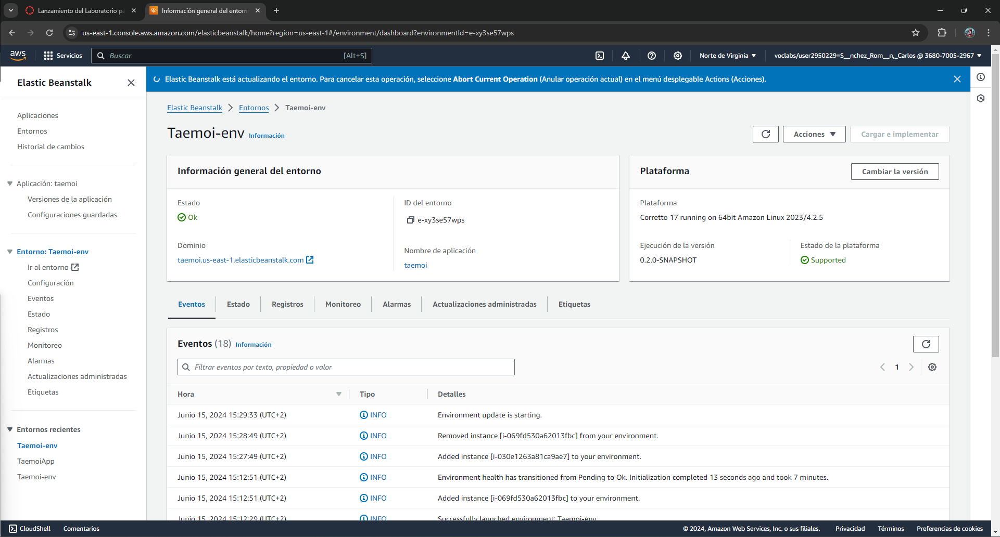 Lanzamiento del Laboratorio pa
Información general del entorno
us-east-1.console.aws.amazon.com/elasticbeanstalk/home?region=us-east-1#/environment/dashboard?environmentId=e-xy3se57wps
aws
Servicios
Buscar
[Alt+S]
Norte de Virginia
voclabs/user2950229=S__nchez_Rom__n,_Carlos @ 3680-7005-2967
Elastic Beanstalk
Aplicaciones
Entornos
Historial de cambios
Aplicación: taemoi
Versiones de la aplicación
Configuraciones guardadas
Entorno: Taemoi-env
Ir al entorno
Configuración
Eventos
Estado
Registros
Monitoreo
Alarmas
Actualizaciones administradas
Etiquetas
Entornos recientes
Taemoi-env
TaemoiApp
Taemoi-env
Elastic Beanstalk está actualizando el entorno. Para cancelar esta operación, seleccione Abort Current Operation (Anular operación actual) en el menú desplegable Actions (Acciones).
Elastic Beanstalk
Entornos
Taemoi-env
Taemoi-env Información
Acciones
Cargar e implementar
Información general del entorno
Estado
Ok
Dominio
taemoi.us-east-1.elasticbeanstalk.com
ID del entorno
e-xy3se57wps
Nombre de aplicación
taemoi
Plataforma
Cambiar la versión
Plataforma
Corretto 17 running on 64bit Amazon Linux 2023/4.2.5
Ejecución de la versión
0.2.0-SNAPSHOT
Estado de la plataforma
Supported
Eventos
Estado
Registros
Monitoreo
Alarmas
Actualizaciones administradas
Etiquetas
Eventos (18) Información
Filtrar eventos por texto, propiedad o valor
1
Hora Tipo Detalles
Junio 15, 2024 15:29:33 (UTC+2) INFO Environment update is starting.
Junio 15, 2024 15:28:49 (UTC+2) INFO Removed instance [i-069fd530a62013fbc] from your environment.
Junio 15, 2024 15:27:49 (UTC+2) INFO Added instance [i-030e1263a81ca9ae7] to your environment.
Junio 15, 2024 15:12:51 (UTC+2) INFO Environment health has transitioned from Pending to Ok. Initialization completed 13 seconds ago and took 7 minutes.
Junio 15, 2024 15:12:51 (UTC+2) INFO Added instance [i-069fd530a62013fbc] to your environment.
Junio 15, 2024 15:12:29 (UTC+2) INFO Successfully launched environment: Taemoi-env
CloudShell
Comentarios
© 2024, Amazon Web Services, Inc. o sus filiales.
Privacidad
Términos
Preferencias de cookies